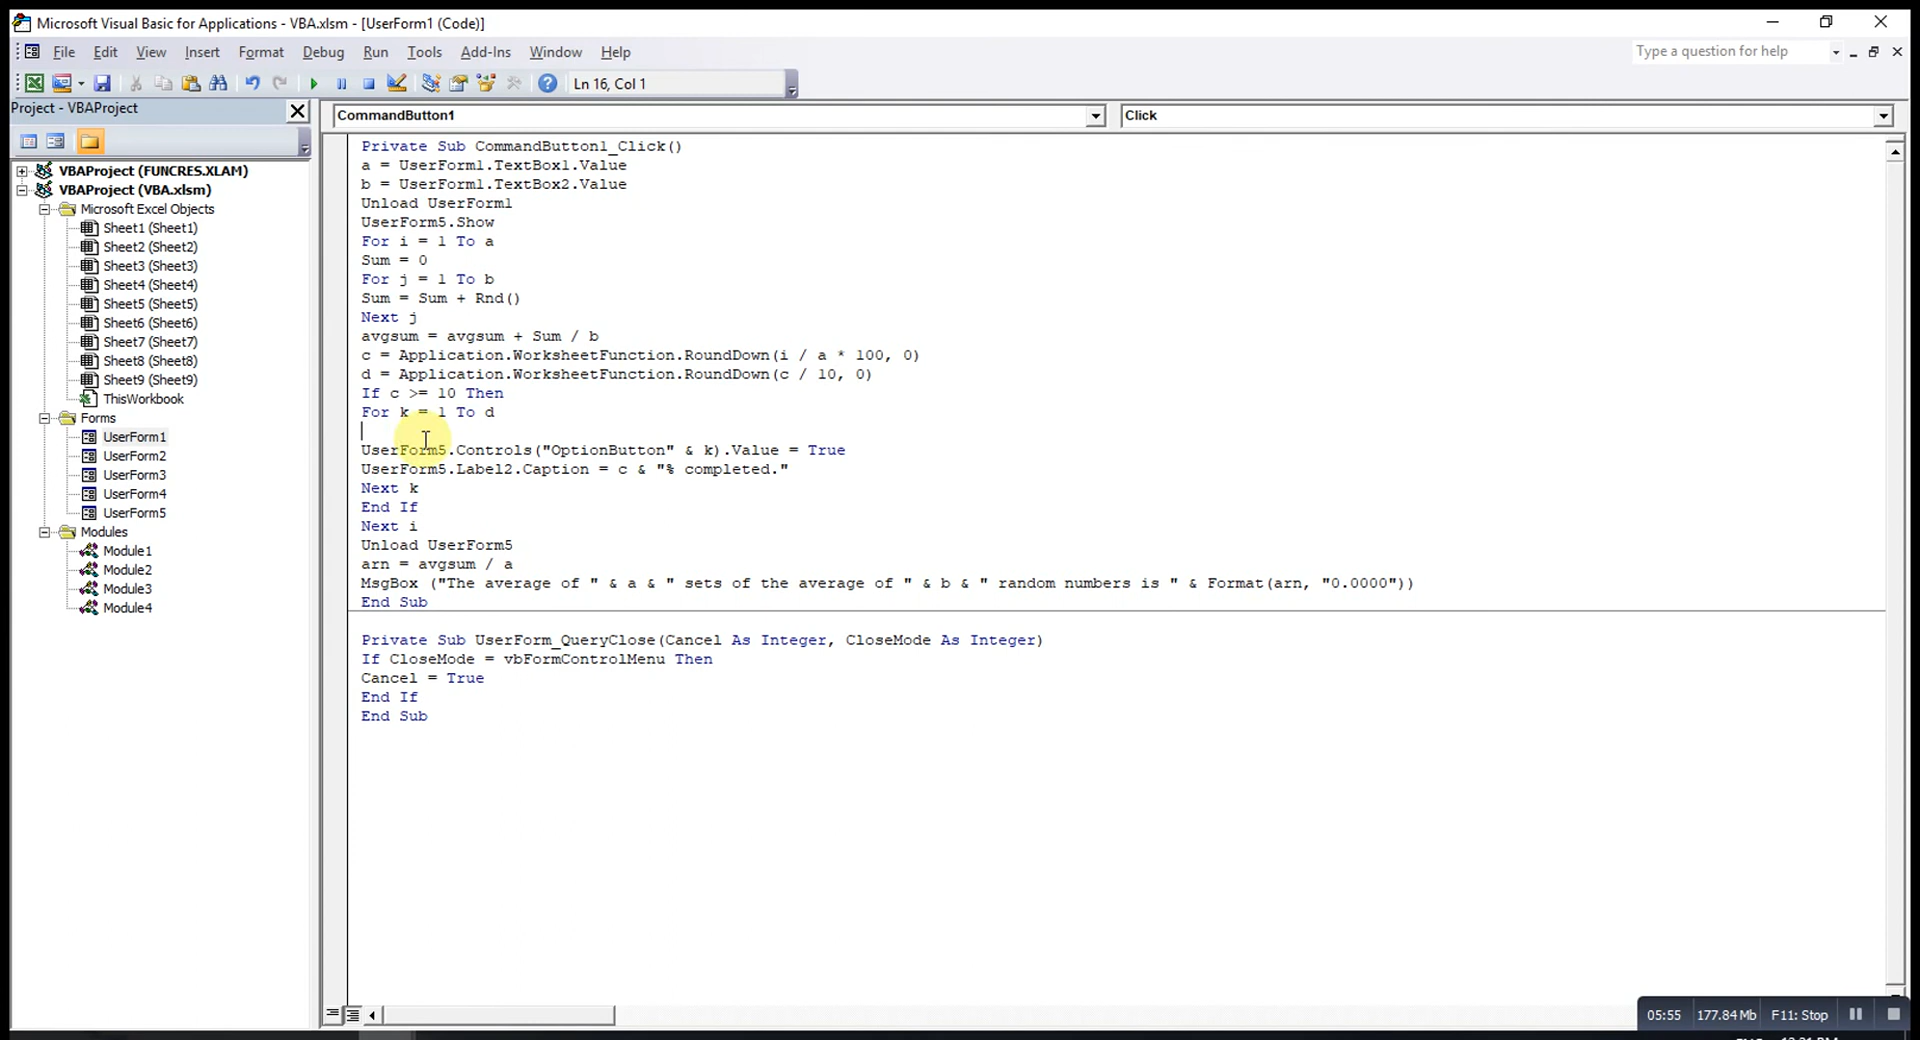 Microsoft Visual Basic for Applications - VBA.xlsm - [UserForm1 (Code)]
File Edit View Insert Format Debug Run Tools Add-Ins Window Help
Type a question for help
Ln 16, Col 1
Project - VBAProject
CommandButton1
Click
VBAProject (FUNCRES.XLAM)
VBAProject (VBA.xlsm)
Microsoft Excel Objects
Sheet1 (Sheet1)
Sheet2 (Sheet2)
Sheet3 (Sheet3)
Sheet4 (Sheet4)
Sheet5 (Sheet5)
Sheet6 (Sheet6)
Sheet7 (Sheet7)
Sheet8 (Sheet8)
Sheet9 (Sheet9)
ThisWorkbook
Forms
UserForm1
UserForm2
UserForm3
UserForm4
UserForm5
Modules
Module1
Module2
Module3
Module4
Private Sub CommandButton1_Click()
a = UserForm1.TextBox1.Value
b = UserForm1.TextBox2.Value
Unload UserForm1
UserForm5.Show
For i = 1 To a
Sum = 0
For j = 1 To b
Sum = Sum + Rnd()
Next j
avgsum = avgsum + Sum / b
c = Application.WorksheetFunction.RoundDown(i / a * 100, 0)
d = Application.WorksheetFunction.RoundDown(c / 10, 0)
If c >= 10 Then
For k = 1 To d
UserForm5.Controls("OptionButton" & k).Value = True
UserForm5.Label2.Caption = c & "% completed."
Next k
End If
Next i
Unload UserForm5
arn = avgsum / a
MsgBox ("The average of " & a & " sets of the average of " & b & " random numbers is " & Format(arn, "0.0000"))
End Sub
Private Sub UserForm_QueryClose(Cancel As Integer, CloseMode As Integer)
If CloseMode = vbFormControlMenu Then
Cancel = True
End If
End Sub
05:55 177.84 Mb F11: Stop